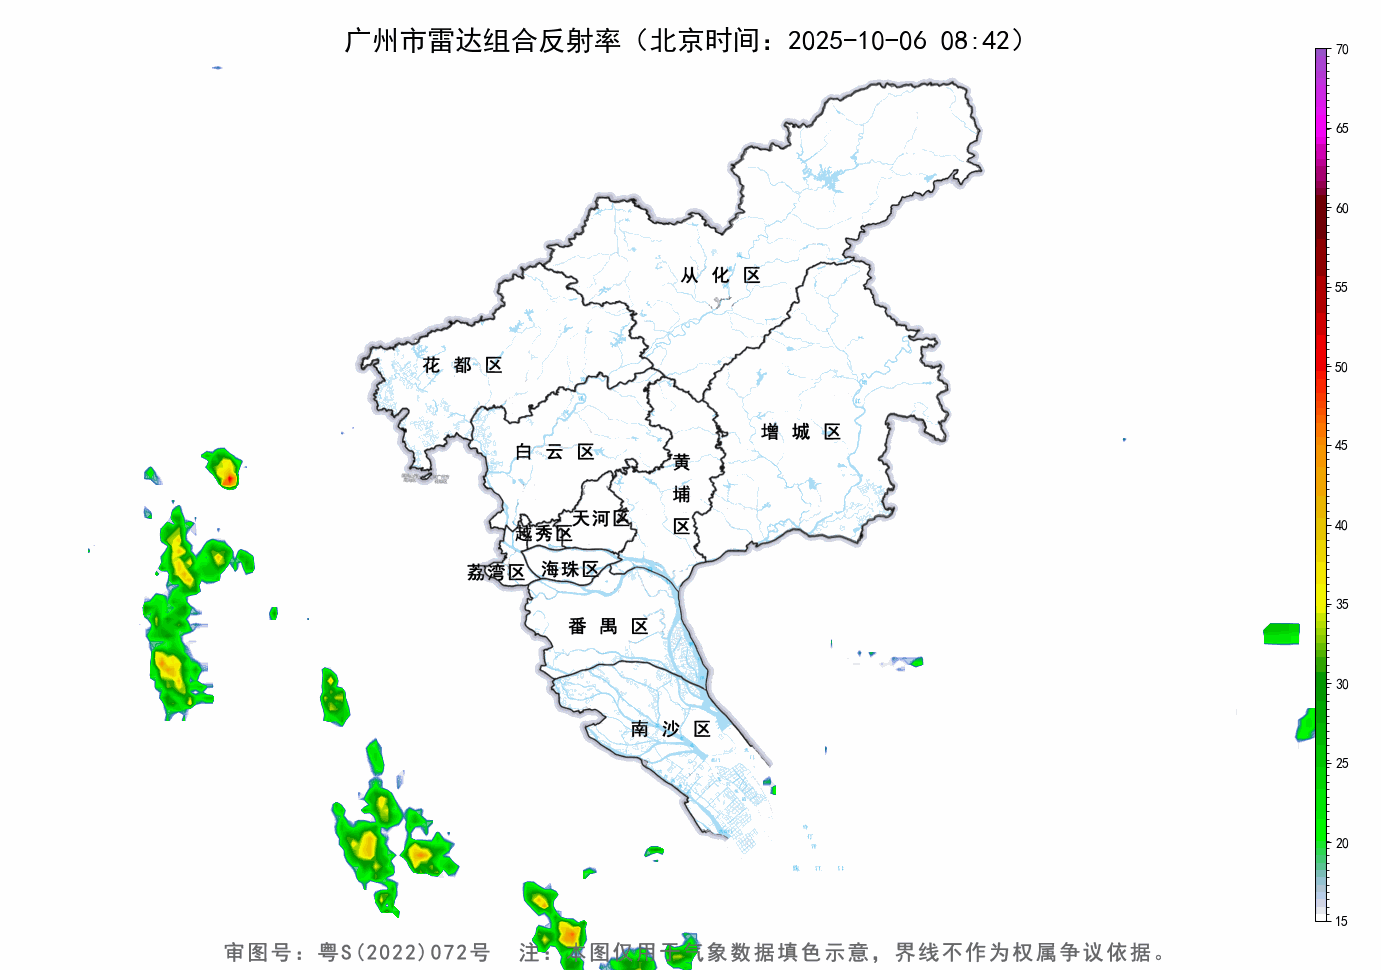 广州市雷达组合反射率（北京时间：2025-10-06 08:42）
70
65
60
55
50
45
40
35
30
25
20
15
从化区
花都区
增城区
白云区
黄埔区
天河区
越秀区
荔湾区
海珠区
番禺区
南沙区
审图号：粤S(2022)072号 注：本图仅用于气象数据填色示意，界线不作为权属争议依据。